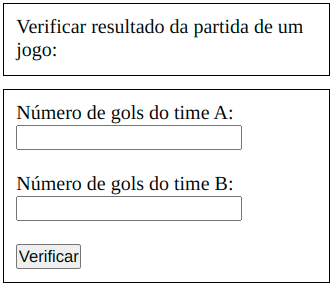 Verificar resultado da partida de um
jogo:
Número de gols do time A:
Número de gols do time B:
Verificar